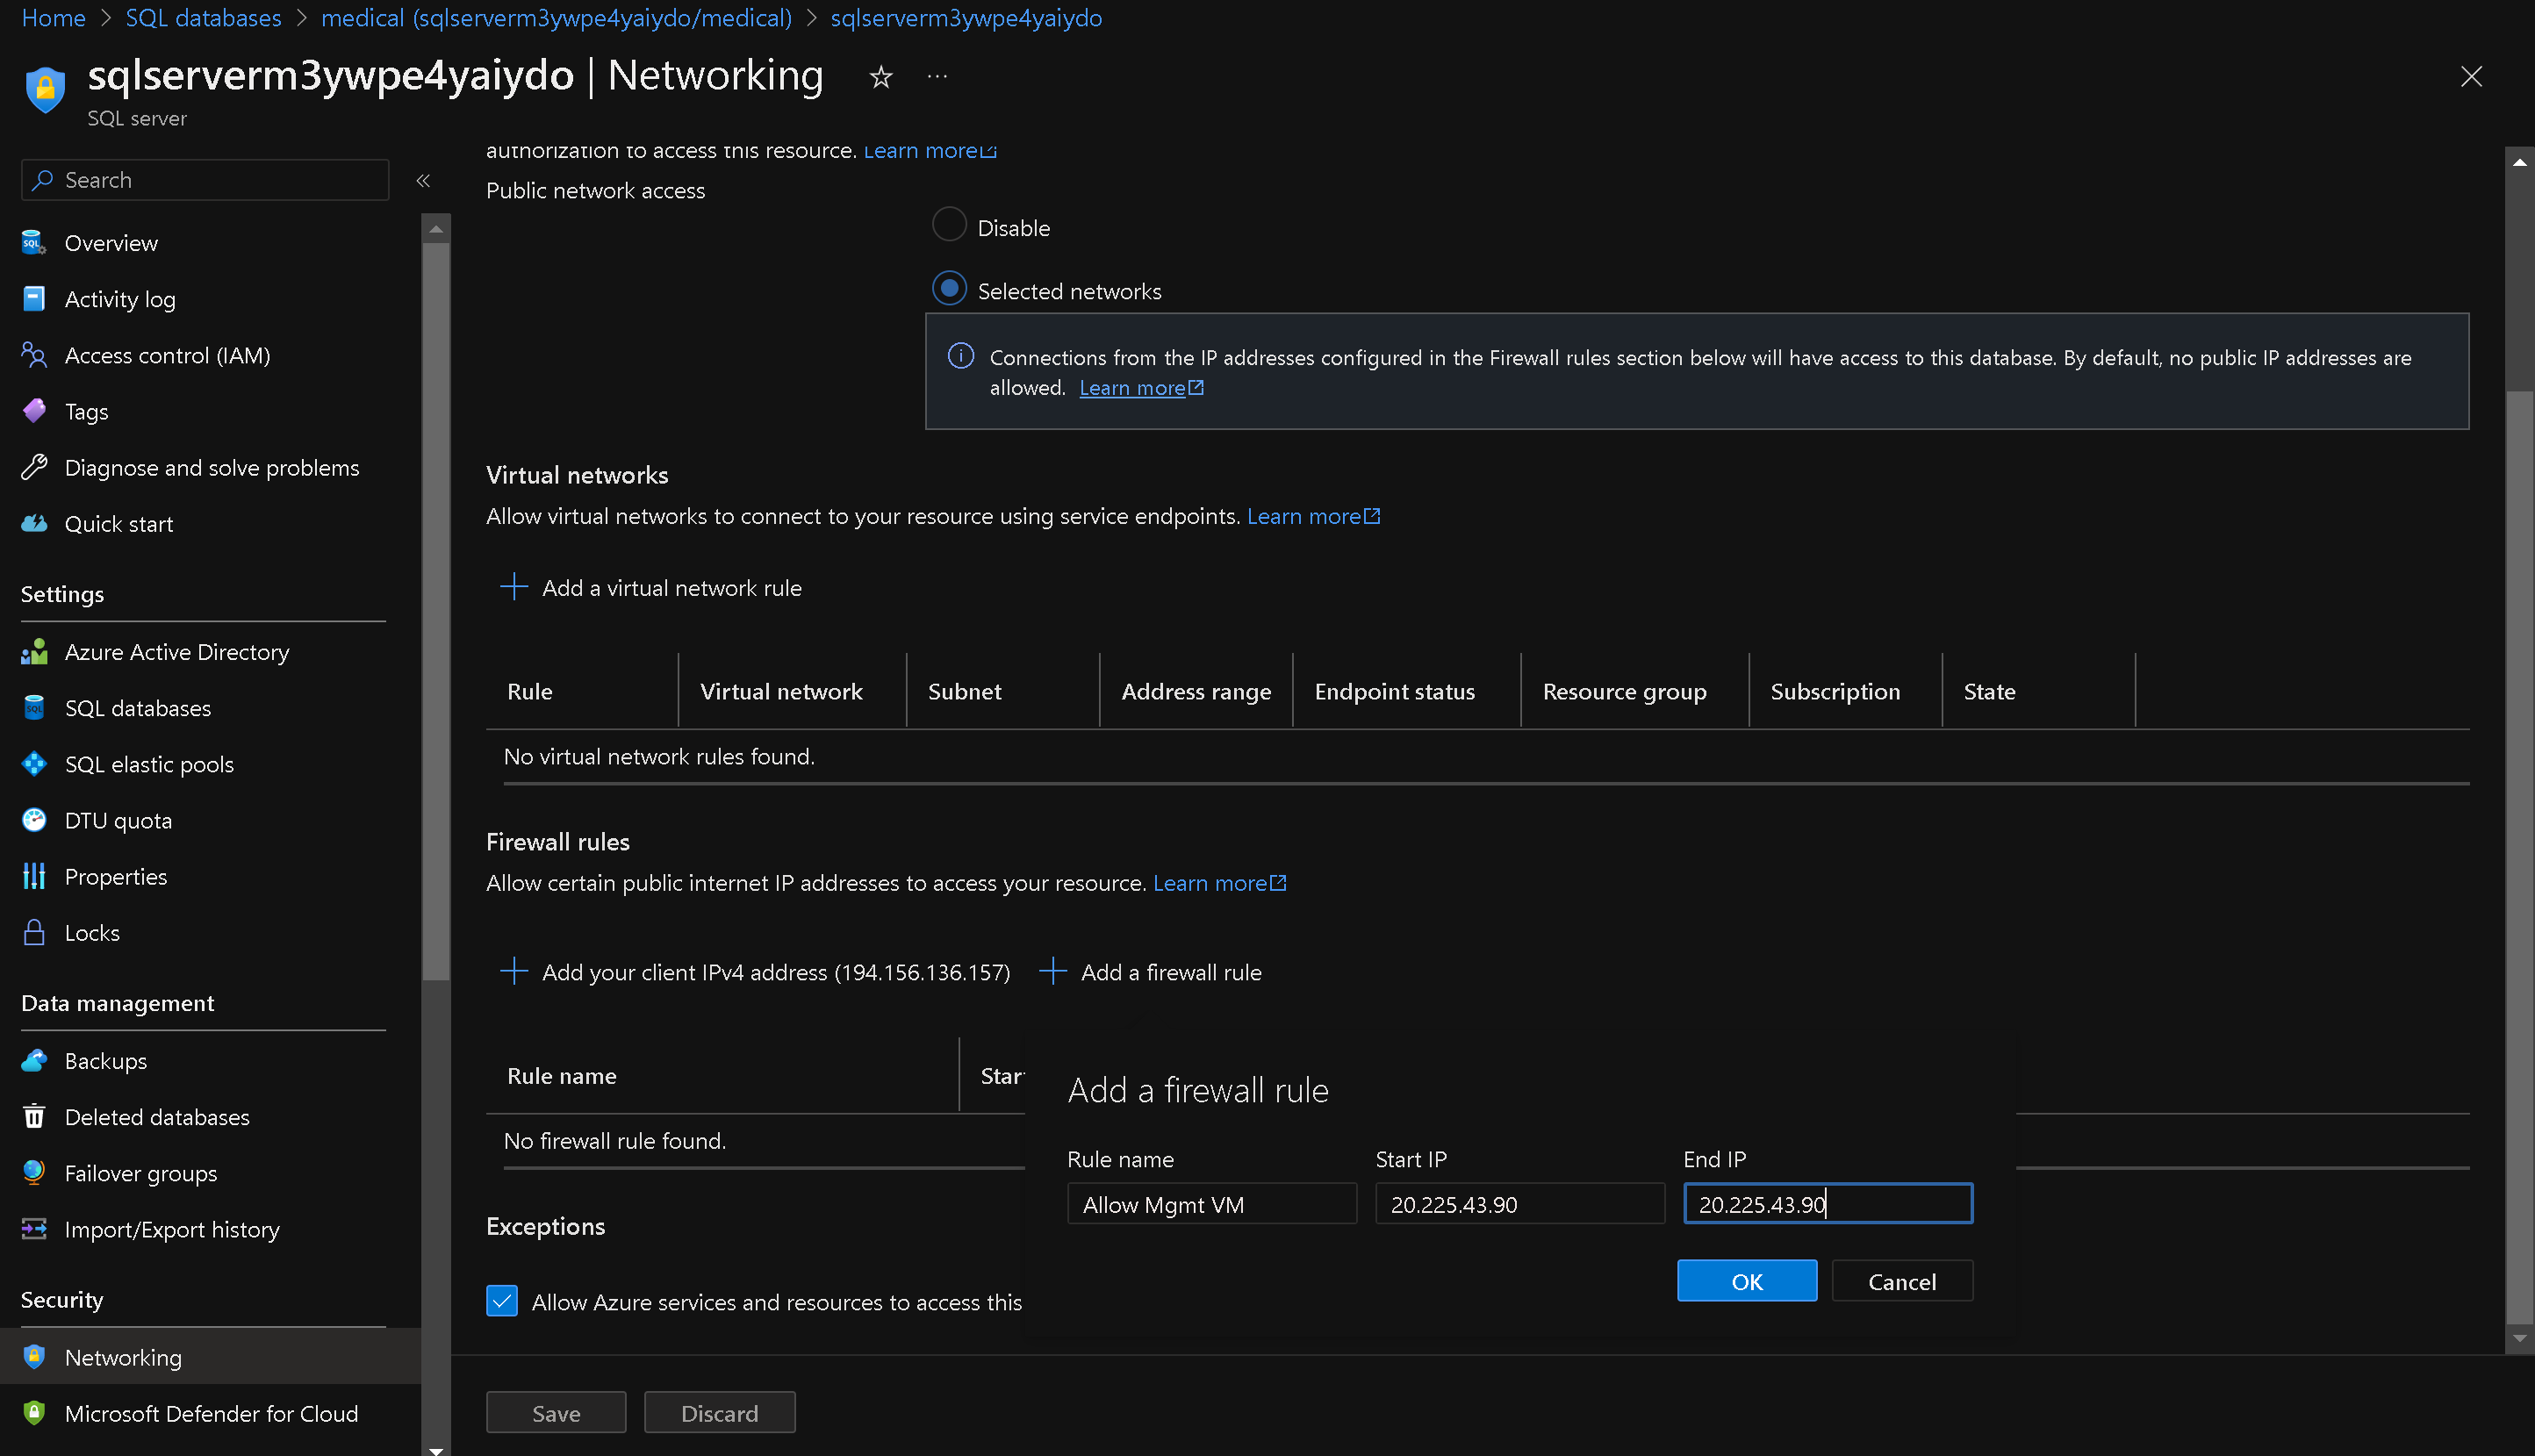 Home > SQL databases > medical (sqlserverm3ywpe4yaiydo/medical) > sqlserverm3ywpe4yaiydo
sqlserverm3ywpe4yaiydo | Networking
SQL server
Search
Overview
Activity log
Access control (IAM)
Tags
Diagnose and solve problems
Quick start
Settings
Azure Active Directory
SQL databases
SQL elastic pools
DTU quota
Properties
Locks
Data management
Backups
Deleted databases
Failover groups
Import/Export history
Security
Networking
Microsoft Defender for Cloud
authorization to access this resource. Learn more
Public network access
Disable
Selected networks
Connections from the IP addresses configured in the Firewall rules section below will have access to this database. By default, no public IP addresses are
allowed. Learn more
Virtual networks
Allow virtual networks to connect to your resource using service endpoints. Learn more
Add a virtual network rule
Rule Virtual network Subnet Address range Endpoint status Resource group Subscription State
No virtual network rules found.
Firewall rules
Allow certain public internet IP addresses to access your resource. Learn more
Add your client IPv4 address (194.156.136.157) Add a firewall rule
Rule name Star
No firewall rule found.
Add a firewall rule
Rule name Start IP End IP
Allow Mgmt VM 20.225.43.90 20.225.43.90
OK Cancel
Exceptions
Allow Azure services and resources to access this
Save Discard